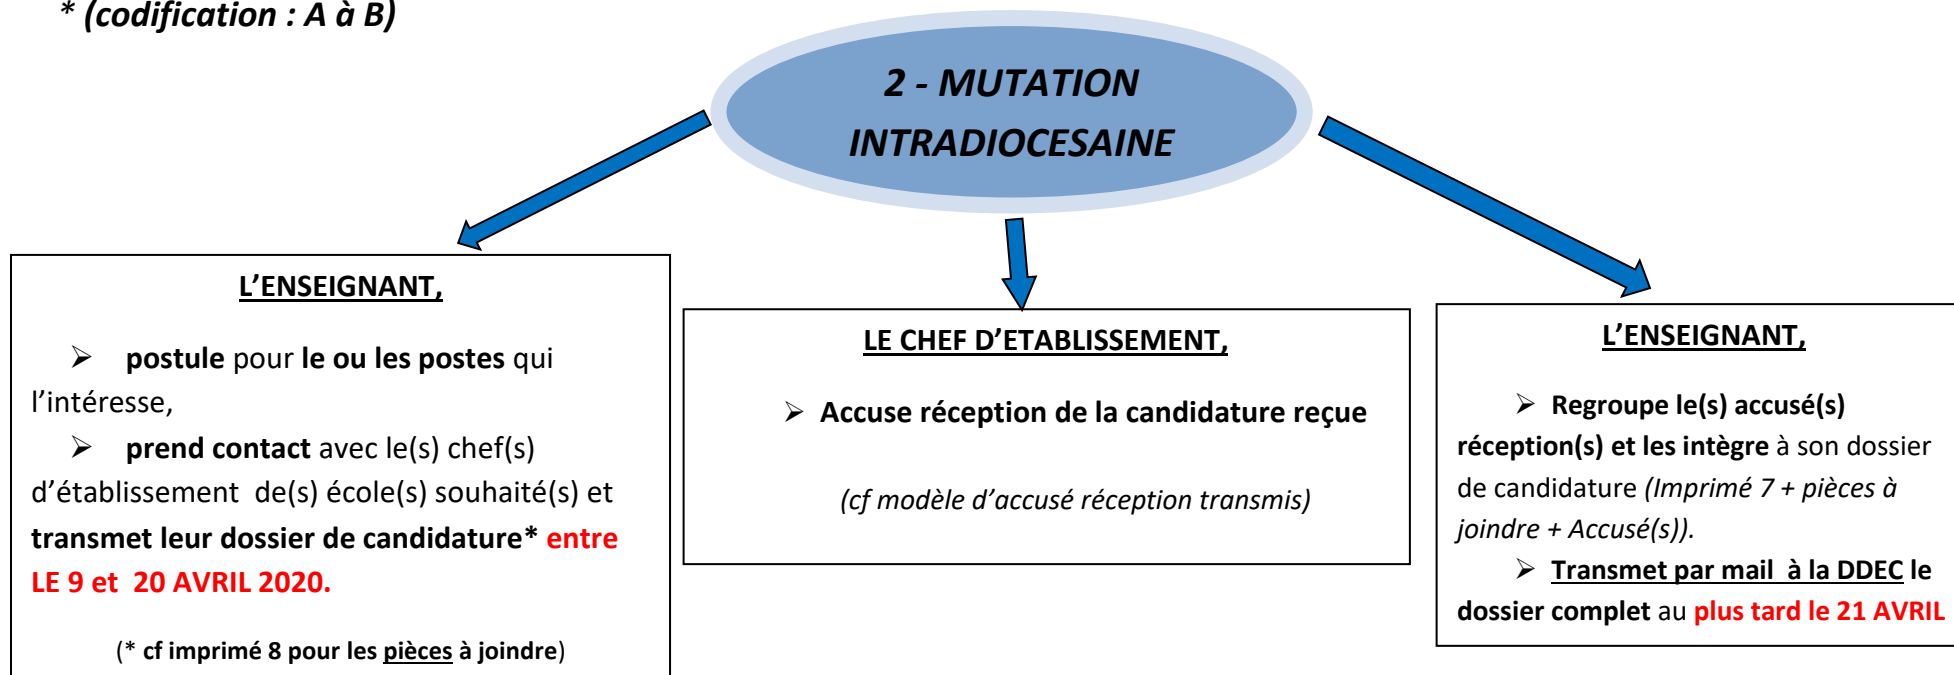 * (codification : A à B)
2 - MUTATION
INTRADIOCESAINE
L’ENSEIGNANT,
➢ postule pour le ou les postes qui
l’intéresse,
➢ prend contact avec le(s) chef(s)
d’établissement de(s) école(s) souhaité(s) et
transmet leur dossier de candidature* entre
LE 9 et 20 AVRIL 2020.
(* cf imprimé 8 pour les pièces à joindre)
LE CHEF D’ETABLISSEMENT,
➢ Accuse réception de la candidature reçue
(cf modèle d’accusé réception transmis)
L’ENSEIGNANT,
➢ Regroupe le(s) accusé(s)
réception(s) et les intègre à son dossier
de candidature (Imprimé 7 + pièces à
joindre + Accusé(s)).
➢ Transmet par mail à la DDEC le
dossier complet au plus tard le 21 AVRIL